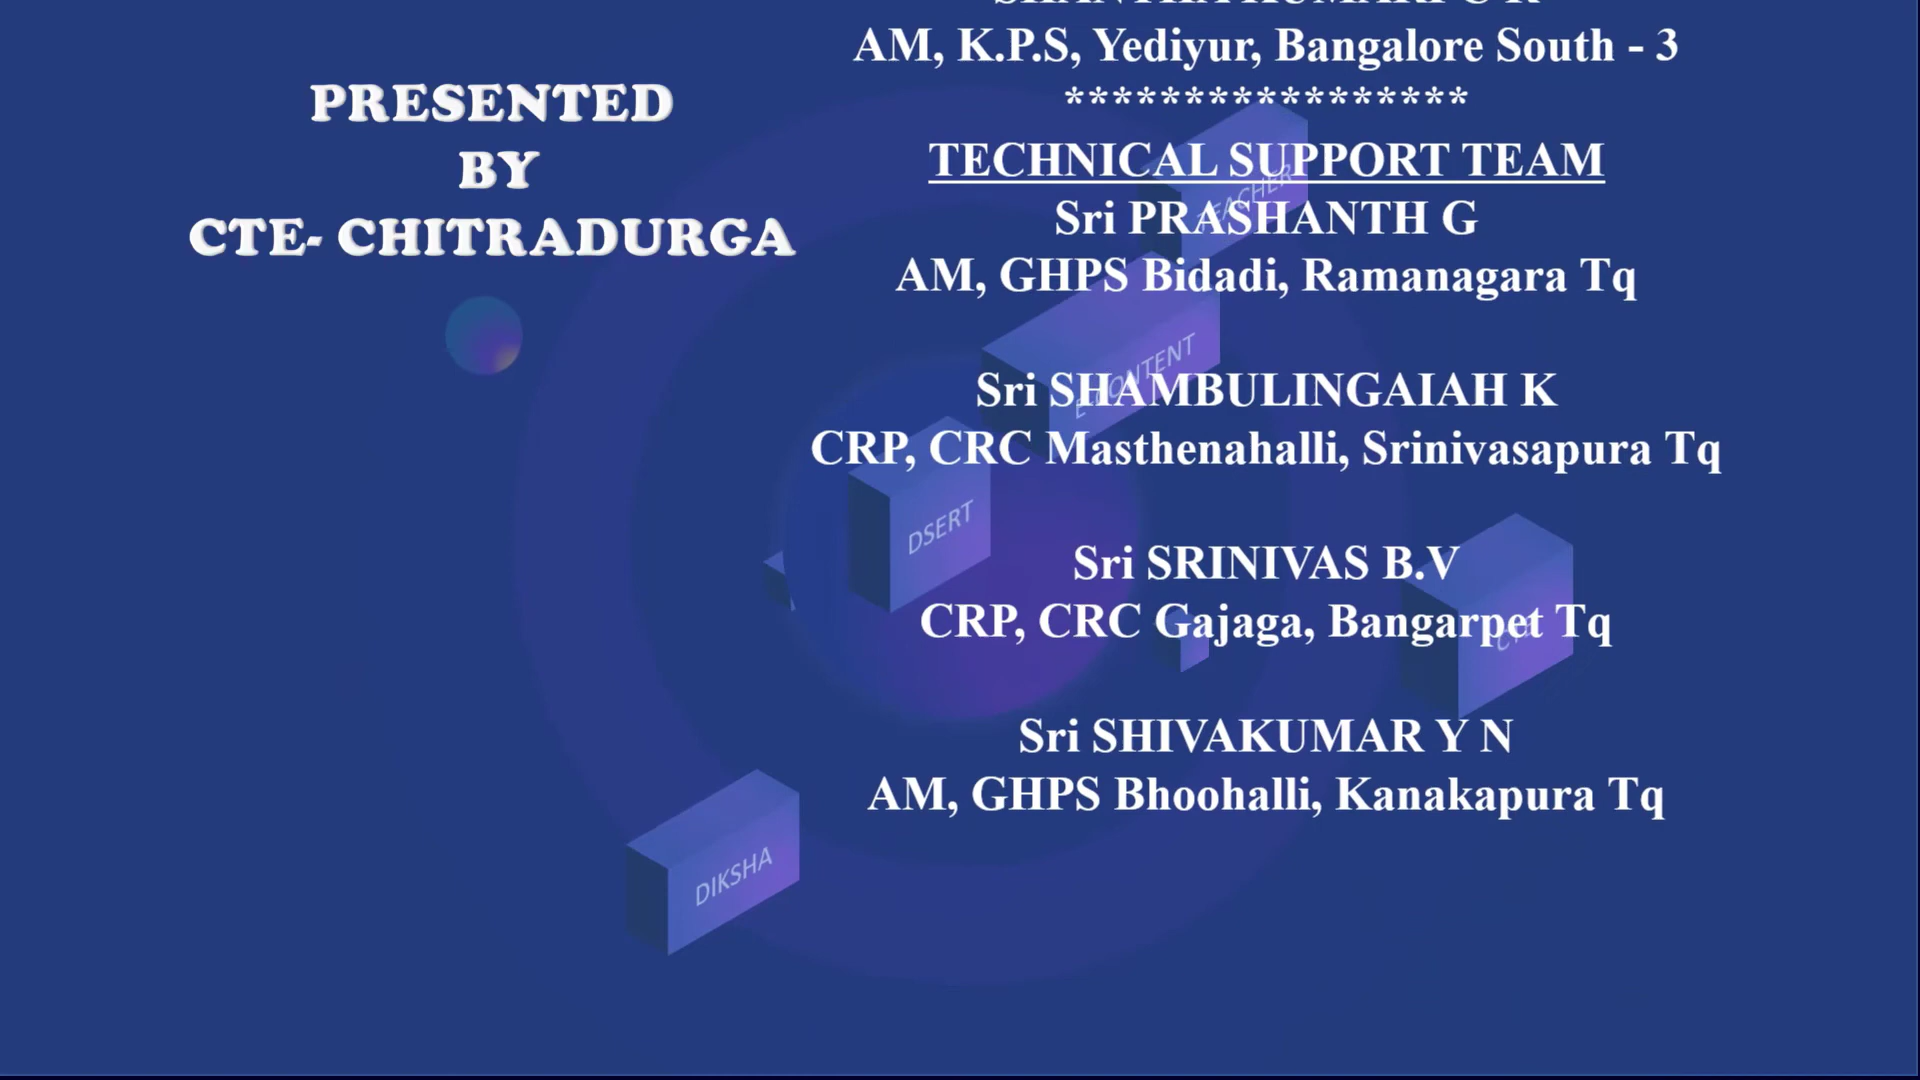 PRESENTED
BY
CTE- CHITRADURGA
AM, K.P.S, Yediyur, Bangalore South - 3
*****************
TECHNICAL SUPPORT TEAM
Sri PRASHANTH G
AM, GHPS Bidadi, Ramanagara Tq
Sri SHAMBULINGAIAH K
CRP, CRC Masthenahalli, Srinivasapura Tq
Sri SRINIVAS B.V
CRP, CRC Gajaga, Bangarpet Tq
Sri SHIVAKUMAR Y N
AM, GHPS Bhoohalli, Kanakapura Tq
TEACHER
E-CONTENT
DSERT
DIKSHA